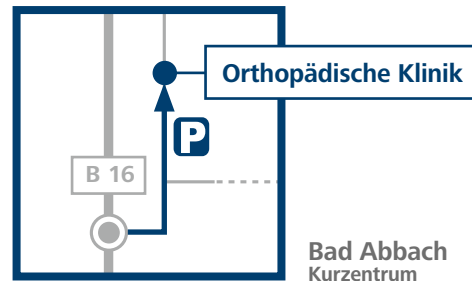 Orthopädische Klinik
P
B 16
Bad Abbach
Kurzentrum